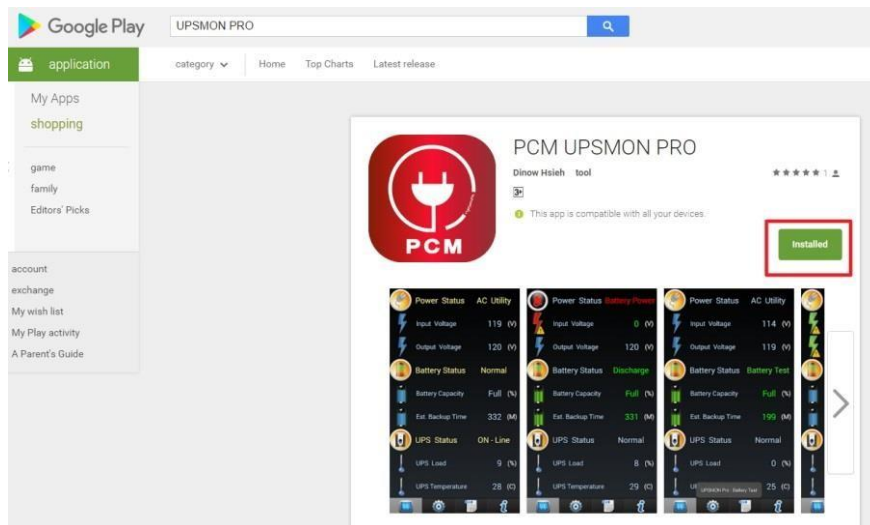 Google Play UPSMON PRO
application category Home Top Charts Latest release
My Apps
shopping
game
family
Editors' Picks
account
exchange
My wish list
My Play activity
A Parent's Guide
PCM
PCM UPSMON PRO
Dinow Hsieh tool 1
3+
This app is compatible with all your devices.
Installed
Power Status AC Utility
Input Voltage 119 (V)
Output Voltage 120 (V)
Battery Status Normal
Battery Capacity Full (%)
Est. Backup Time 332 (M)
UPS Status ON-Line
UPS Load 9 (%)
UPS Temperature 28 (C)
Power Status Battery Power
Input Voltage 0 (V)
Output Voltage 120 (V)
Battery Status Discharge
Battery Capacity Full (%)
Est. Backup Time 331 (M)
UPS Status Normal
UPS Load 8 (%)
UPS Temperature 29 (C)
Power Status AC Utility
Input Voltage 114 (V)
Output Voltage 119 (V)
Battery Status Battery Test
Battery Capacity Full (%)
Est. Backup Time 199 (M)
UPS Status Normal
UPS Load 0 (%)
UPSMON Pro : Battery Test 25 (C)